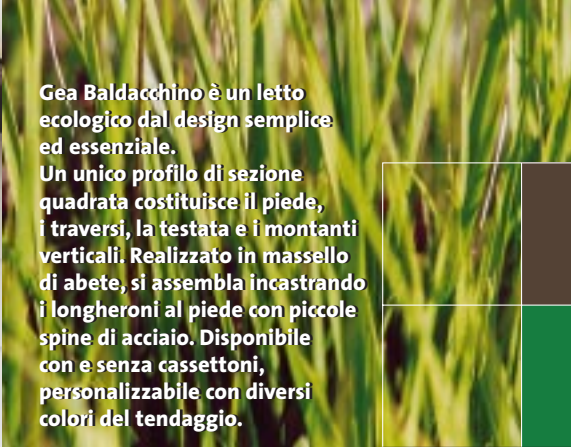 Gea Baldacchino è un letto
ecologico dal design semplice
ed essenziale.
Un unico profilo di sezione
quadrata costituisce il piede,
i traversi, la testata e i montanti
verticali. Realizzato in massello
di abete, si assembla incastrando
i longheroni al piede con piccole
spine di acciaio. Disponibile
con e senza cassettoni,
personalizzabile con diversi
colori del tendaggio.